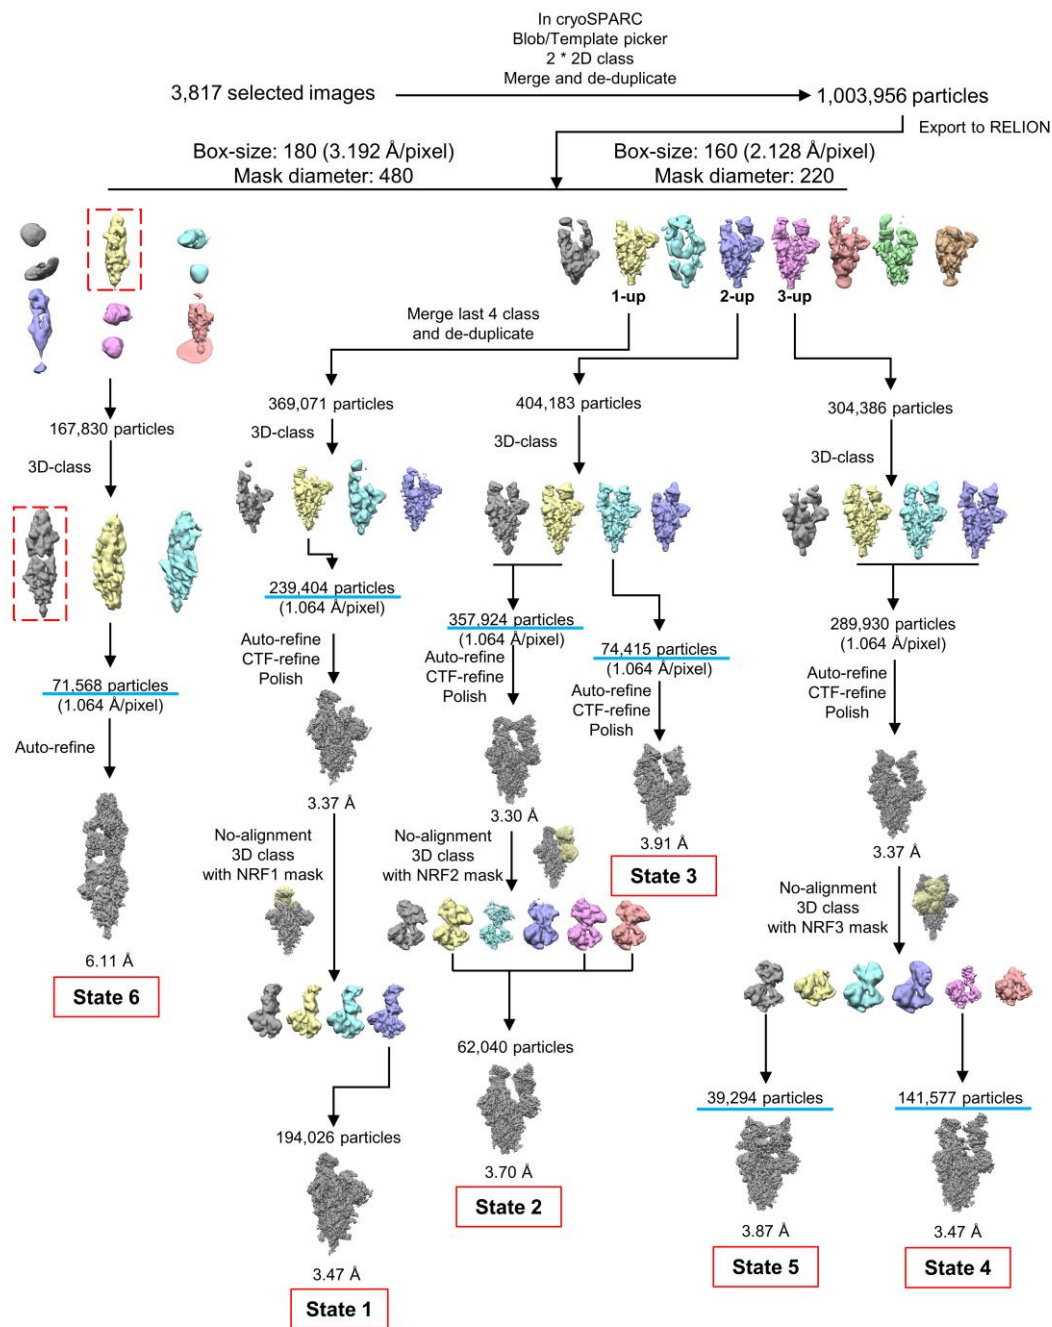 In cryoSPARC
Blob/Template picker
2 * 2D class
Merge and de-duplicate
3,817 selected images
1,003,956 particles
Export to RELION
Box-size: 180 (3.192 Å/pixel)
Mask diameter: 480
Box-size: 160 (2.128 Å/pixel)
Mask diameter: 220
1-up
2-up
3-up
Merge last 4 class
and de-duplicate
167,830 particles
3D-class
71,568 particles
(1.064 Å/pixel)
Auto-refine
6.11 Å
State 6
369,071 particles
3D-class
239,404 particles
(1.064 Å/pixel)
Auto-refine
CTF-refine
Polish
3.37 Å
No-alignment
3D class
with NRF1 mask
194,026 particles
3.47 Å
State 1
404,183 particles
3D-class
357,924 particles
(1.064 Å/pixel)
Auto-refine
CTF-refine
Polish
3.30 Å
No-alignment
3D class
with NRF2 mask
62,040 particles
3.70 Å
State 2
74,415 particles
(1.064 Å/pixel)
Auto-refine
CTF-refine
Polish
3.91 Å
State 3
304,386 particles
3D-class
289,930 particles
(1.064 Å/pixel)
Auto-refine
CTF-refine
Polish
3.37 Å
No-alignment
3D class
with NRF3 mask
39,294 particles
3.87 Å
State 5
141,577 particles
3.47 Å
State 4